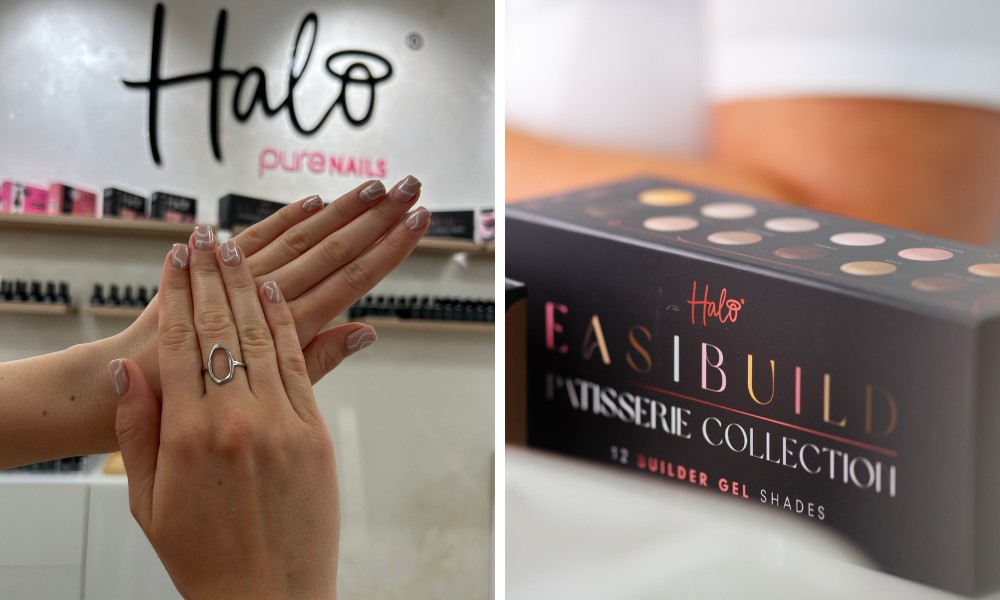 Halo ®
pure NAILS
Halo
EASIBUILD
PATISSERIE COLLECTION
12 BUILDER GEL SHADES